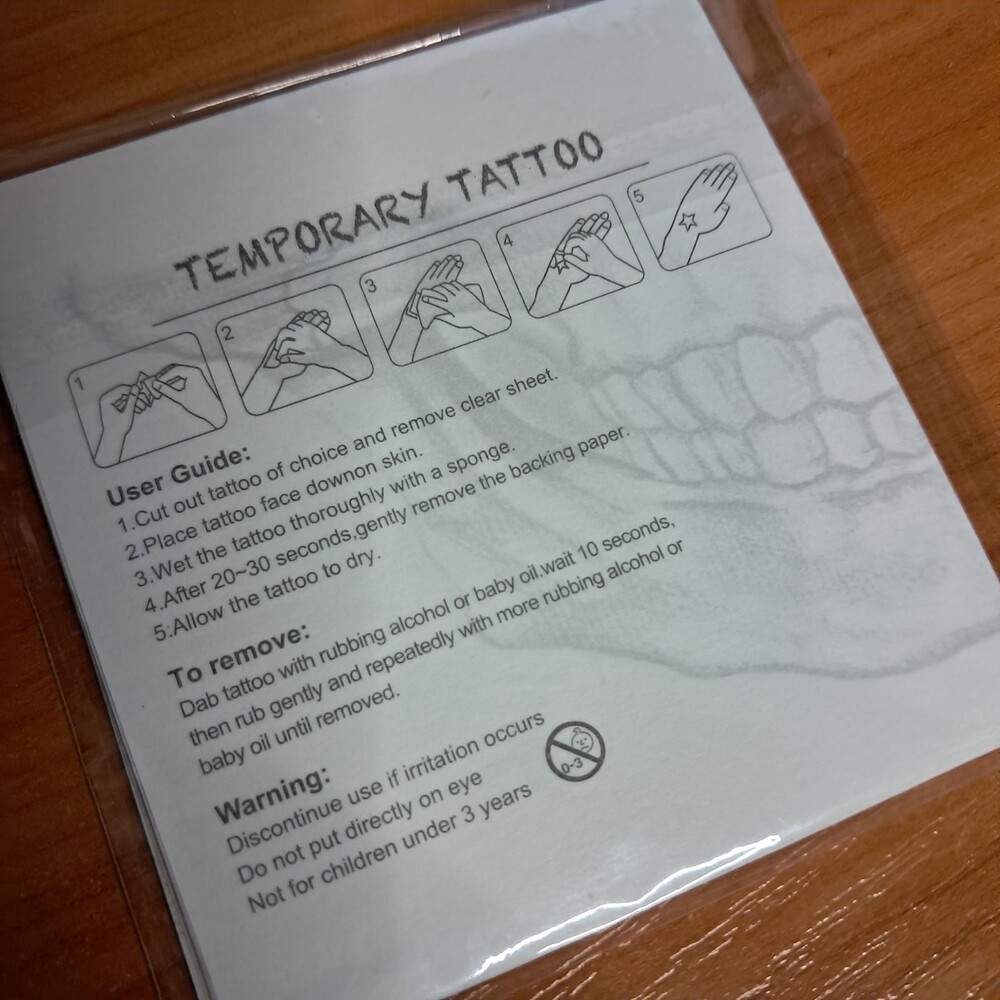 TEMPORARY TATTOO
1
2
3
4
5
User Guide:
1.Cut out tattoo of choice and remove clear sheet.
2.Place tattoo face downon skin.
3.Wet the tattoo thoroughly with a sponge.
4.After 20~30 seconds,gently remove the backing paper.
5.Allow the tattoo to dry.
To remove:
Dab tattoo with rubbing alcohol or baby oil.wait 10 seconds,
then rub gently and repeatedly with more rubbing alcohol or
baby oil until removed.
Warning:
Discontinue use if irritation occurs
Do not put directly on eye
Not for children under 3 years
0-3